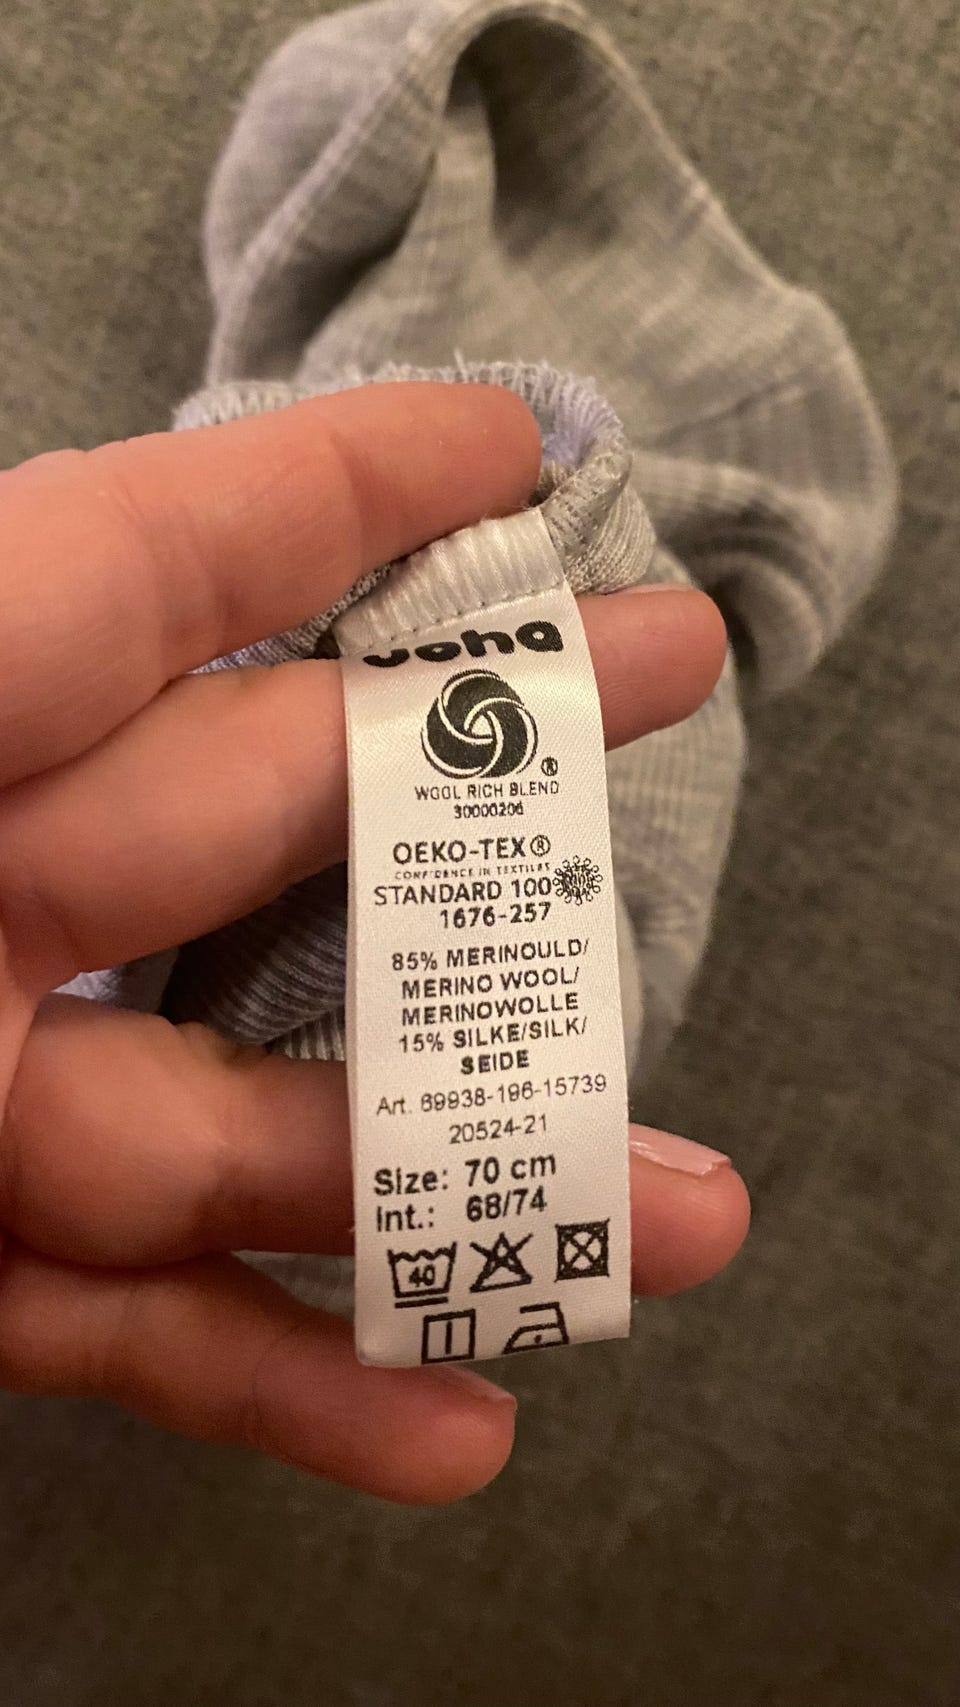 Joha
WOOL RICH BLEND
30000206
OEKO-TEX®
CONFIDENCE IN TEXTILES
STANDARD 100
1676-257
85% MERINOULD/
MERINO WOOL/
MERINOWOLLE
15% SILKE/SILK/
SEIDE
Art. 69938-196-15739
20524-21
Size: 70 cm
Int.: 68/74
40